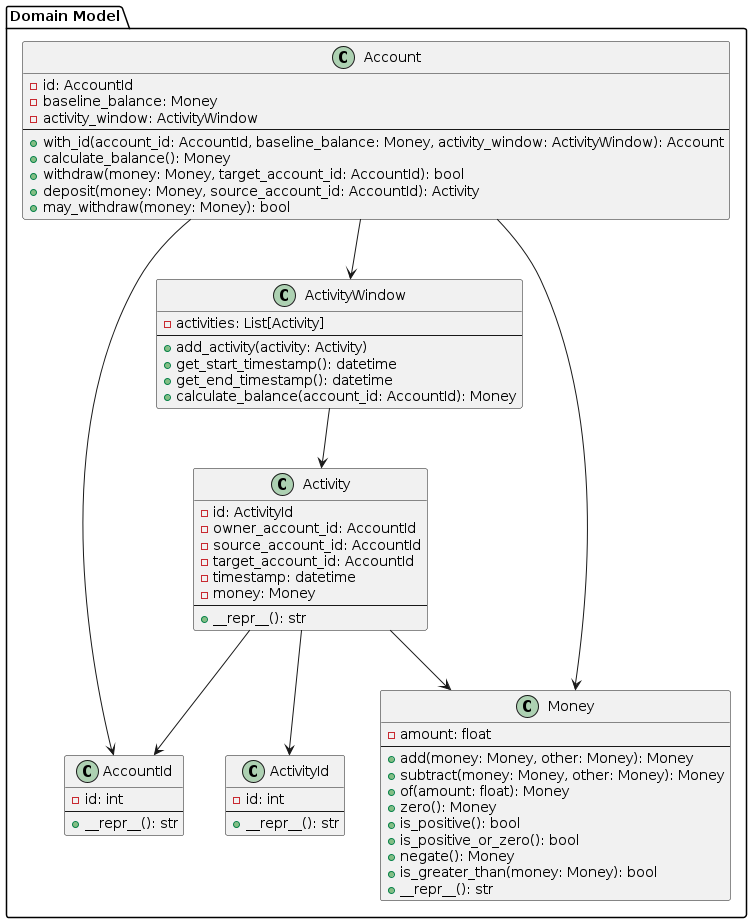 Domain Model
C Account
id: AccountId
baseline_balance: Money
activity_window: ActivityWindow
with_id(account_id: AccountId, baseline_balance: Money, activity_window: ActivityWindow): Account
calculate_balance(): Money
withdraw(money: Money, target_account_id: AccountId): bool
deposit(money: Money, source_account_id: AccountId): Activity
may_withdraw(money: Money): bool
C ActivityWindow
activities: List[Activity]
add_activity(activity: Activity)
get_start_timestamp(): datetime
get_end_timestamp(): datetime
calculate_balance(account_id: AccountId): Money
C Activity
id: ActivityId
owner_account_id: AccountId
source_account_id: AccountId
target_account_id: AccountId
timestamp: datetime
money: Money
__repr__(): str
C AccountId
id: int
__repr__(): str
C ActivityId
id: int
__repr__(): str
C Money
amount: float
add(money: Money, other: Money): Money
subtract(money: Money, other: Money): Money
of(amount: float): Money
zero(): Money
is_positive(): bool
is_positive_or_zero(): bool
negate(): Money
is_greater_than(money: Money): bool
__repr__(): str